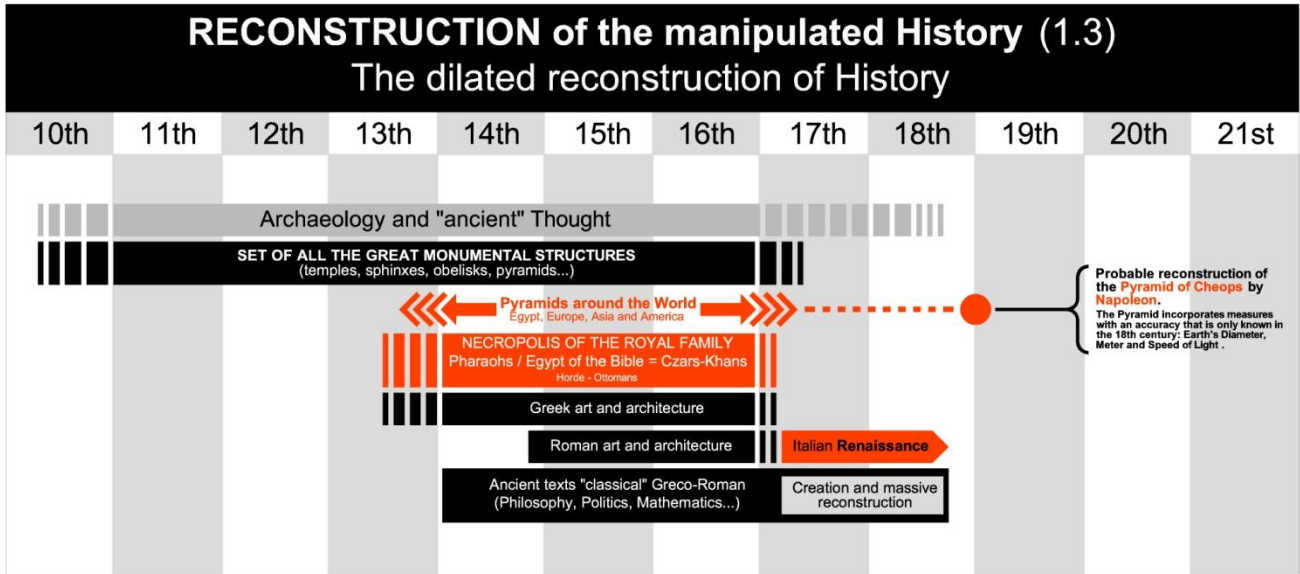 RECONSTRUCTION of the manipulated History (1.3)
The dilated reconstruction of History
10th 11th 12th 13th 14th 15th 16th 17th 18th 19th 20th 21st
Archaeology and "ancient" Thought
SET OF ALL THE GREAT MONUMENTAL STRUCTURES
(temples, sphinxes, obelisks, pyramids...)
Pyramids around the World
Egypt, Europe, Asia and America
Probable reconstruction of
the Pyramid of Cheops by
Napoleon.
The Pyramid incorporates measures
with an accuracy that is only known in
the 18th century: Earth's Diameter,
Meter and Speed of Light .
NECROPOLIS OF THE ROYAL FAMILY
Pharaohs / Egypt of the Bible = Czars-Khans
Horde - Ottomans
Greek art and architecture
Roman art and architecture
Italian Renaissance
Ancient texts "classical" Greco-Roman
(Philosophy, Politics, Mathematics...)
Creation and massive
reconstruction